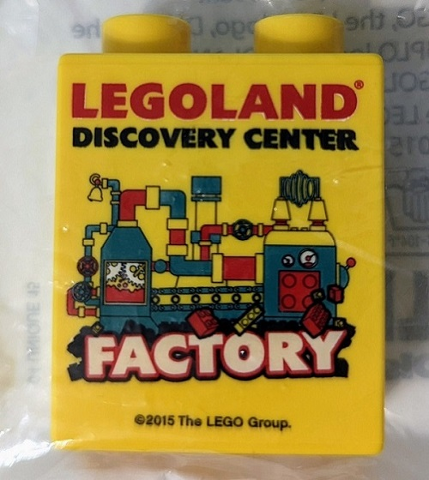 LEGOLAND®
DISCOVERY CENTER
FACTORY
©2015 The LEGO Group.